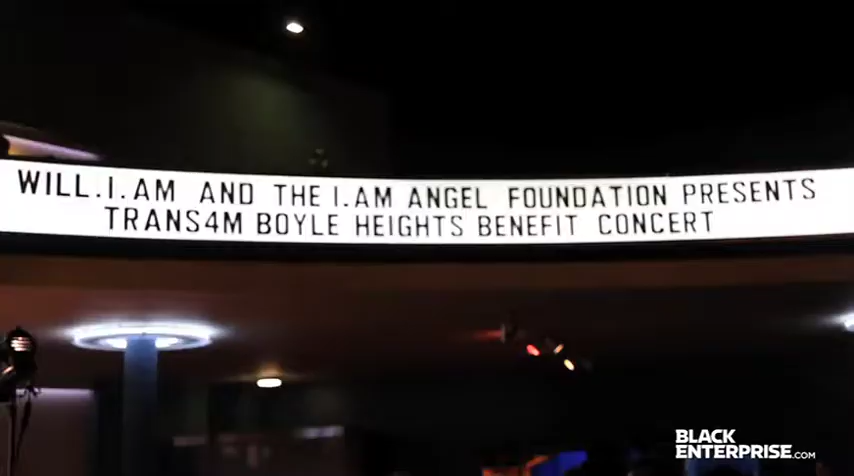 WILL.I.AM AND THE I.AM ANGEL FOUNDATION PRESENTS
TRANS4M BOYLE HEIGHTS BENEFIT CONCERT
BLACK
ENTERPRISE.COM